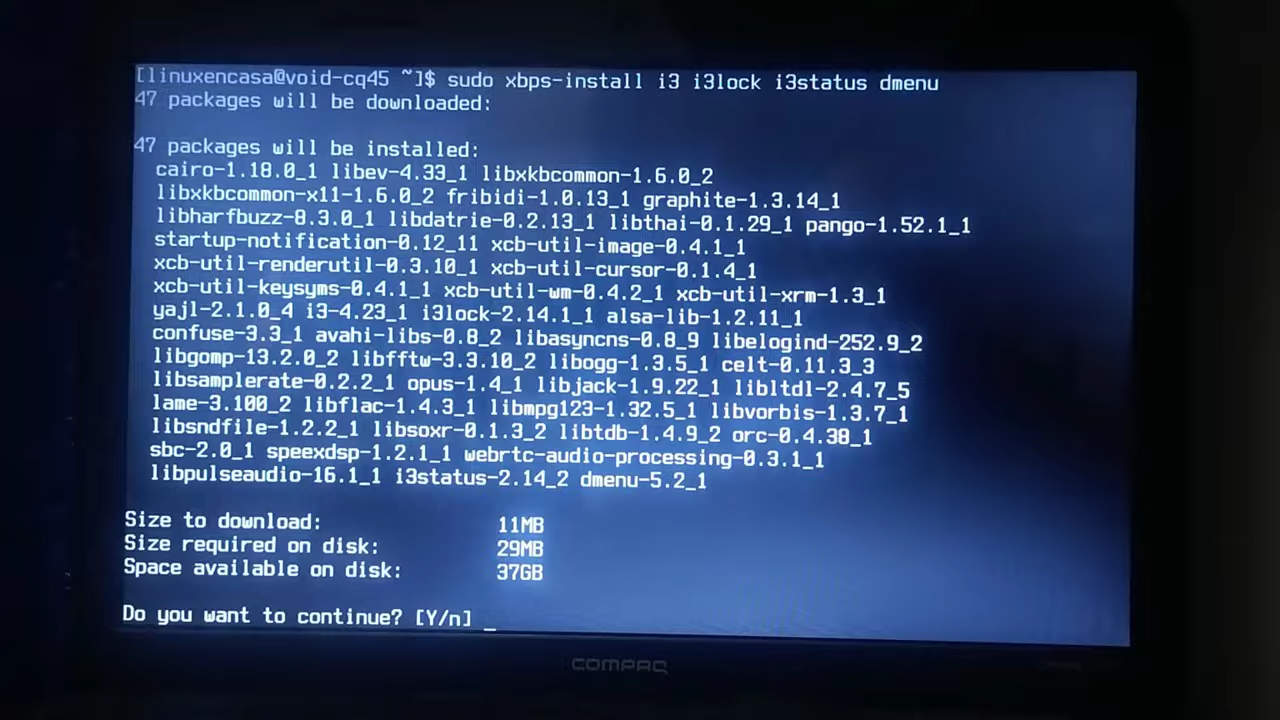 [linuxencasa@void-cq45 ~]$ sudo xbps-install i3 i3lock i3status dmenu
47 packages will be downloaded:
47 packages will be installed:
cairo-1.18.0_1 libev-4.33_1 libxkbcommon-1.6.0_2
libxkbcommon-x11-1.6.0_2 fribidi-1.0.13_1 graphite-1.3.14_1
libharfbuzz-8.3.0_1 libdatrie-0.2.13_1 libthai-0.1.29_1 pango-1.52.1_1
startup-notification-0.12_11 xcb-util-image-0.4.1_1
xcb-util-renderutil-0.3.10_1 xcb-util-cursor-0.1.4_1
xcb-util-keysyms-0.4.1_1 xcb-util-wm-0.4.2_1 xcb-util-xrm-1.3_1
yajl-2.1.0_4 i3-4.23_1 i3lock-2.14.1_1 alsa-lib-1.2.11_1
confuse-3.3_1 avahi-libs-0.8_2 libasyncns-0.8_9 libelogind-252.9_2
libgomp-13.2.0_2 libfftw-3.3.10_2 libogg-1.3.5_1 celt-0.11.3_3
libsamplerate-0.2.2_1 opus-1.4_1 libjack-1.9.22_1 libltdl-2.4.7_5
lame-3.100_2 libflac-1.4.3_1 libmpg123-1.32.5_1 libvorbis-1.3.7_1
libsndfile-1.2.2_1 libsoxr-0.1.3_2 libtdb-1.4.9_2 orc-0.4.38_1
sbc-2.0_1 speexdsp-1.2.1_1 webrtc-audio-processing-0.3.1_1
libpulseaudio-16.1_1 i3status-2.14_2 dmenu-5.2_1
Size to download: 11MB
Size required on disk: 29MB
Space available on disk: 37GB
Do you want to continue? [Y/n] _
COMPAQ